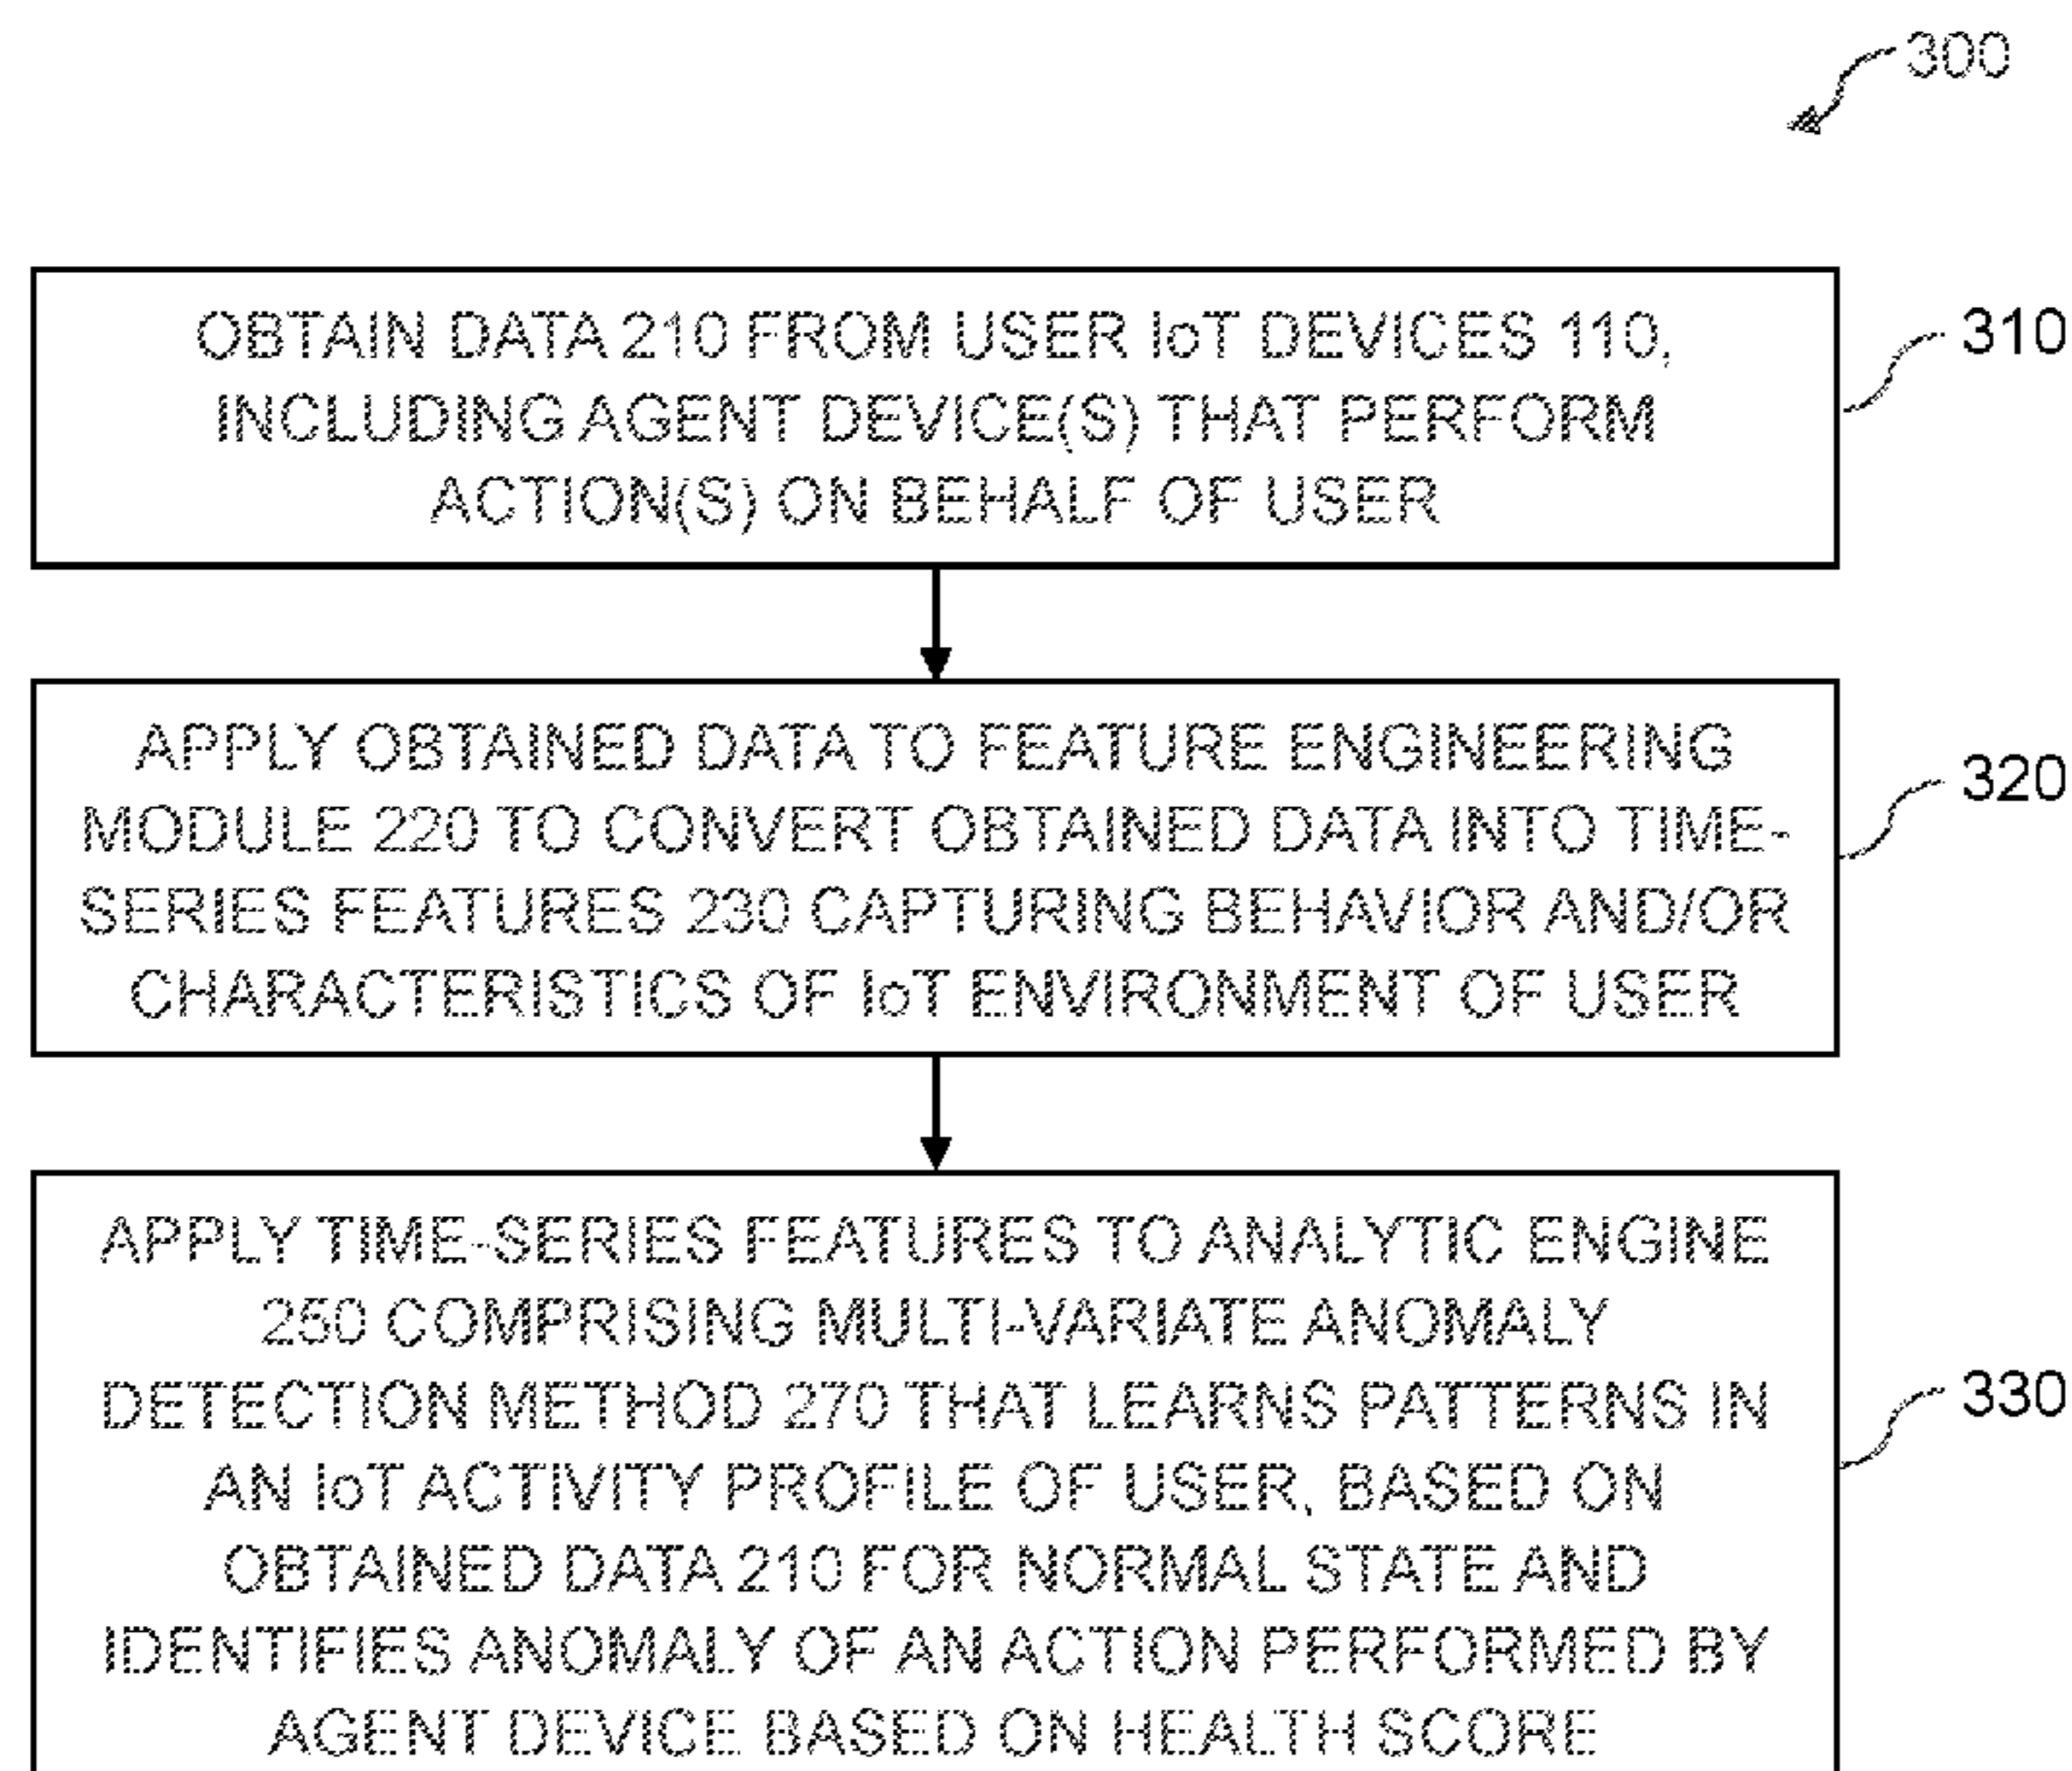 300
OBTAIN DATA 210 FROM USER IoT DEVICES 110,
INCLUDING AGENT DEVICE(S) THAT PERFORM
ACTION(S) ON BEHALF OF USER
310
APPLY OBTAINED DATA TO FEATURE ENGINEERING
MODULE 220 TO CONVERT OBTAINED DATA INTO TIME-
SERIES FEATURES 230 CAPTURING BEHAVIOR AND/OR
CHARACTERISTICS OF IoT ENVIRONMENT OF USER
320
APPLY TIME-SERIES FEATURES TO ANALYTIC ENGINE
250 COMPRISING MULTI-VARIATE ANOMALY
DETECTION METHOD 270 THAT LEARNS PATTERNS IN
AN IoT ACTIVITY PROFILE OF USER, BASED ON
OBTAINED DATA 210 FOR NORMAL STATE AND
IDENTIFIES ANOMALY OF AN ACTION PERFORMED BY
AGENT DEVICE BASED ON HEALTH SCORE
330